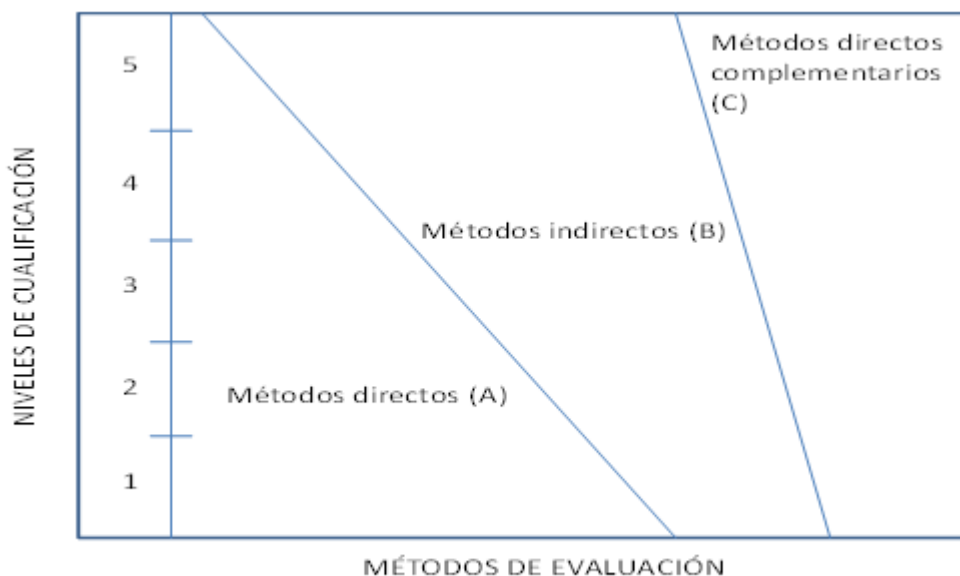 NIVELES DE CUALIFICACIÓN
5
4
3
2
1
Métodos directos
complementarios
(C)
Métodos indirectos (B)
Métodos directos (A)
MÉTODOS DE EVALUACIÓN